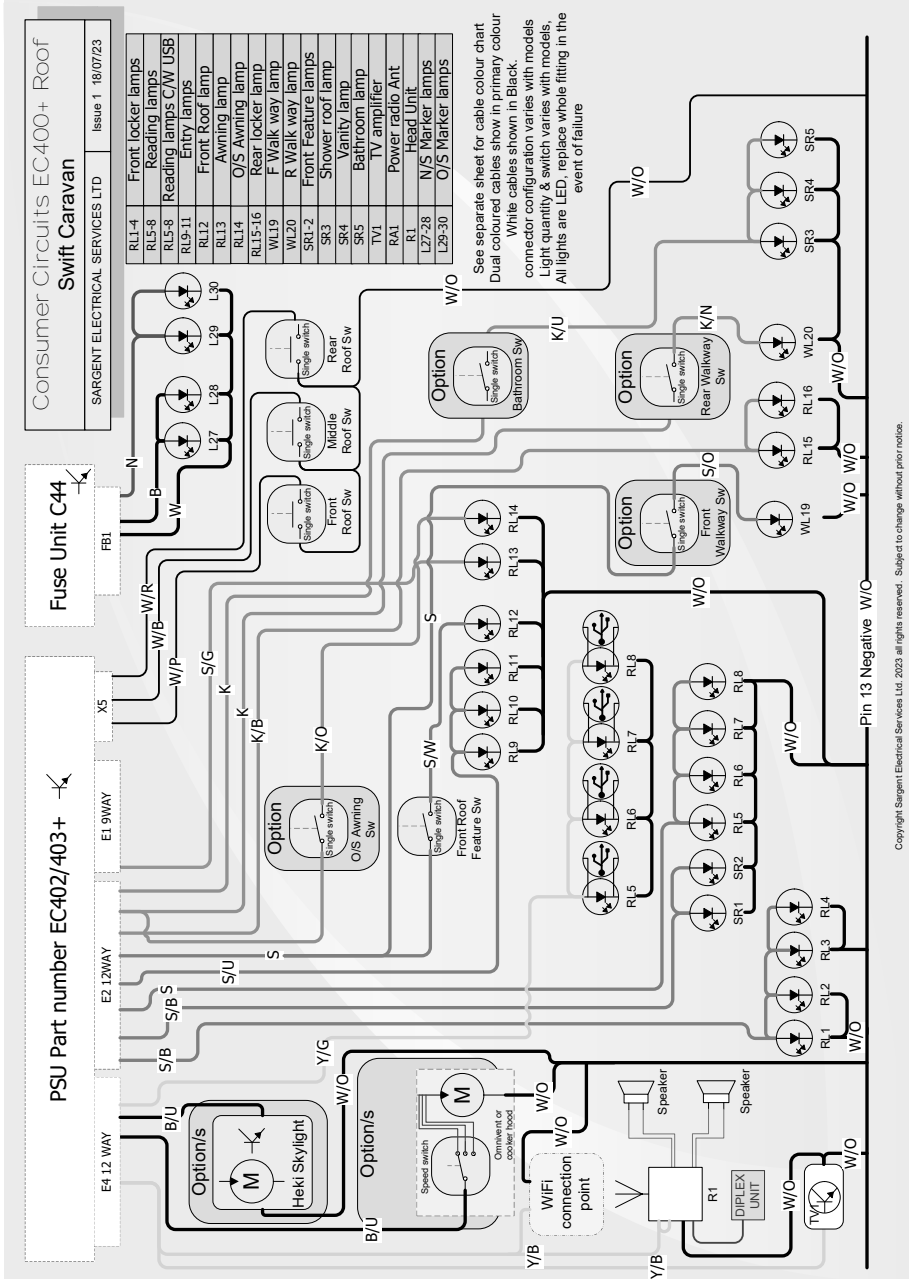 Consumer Circuits EC400+ Roof
Swift Caravan
SARGENT ELECTRICAL SERVICES LTD
Issue 1 18/07/23
RL1-4 Front locker lamps
RL5-8 Reading lamps
RL5-8 Reading lamps C/W USB
RL9-11 Entry lamps
RL12 Front Roof lamp
RL13 Awning lamp
RL14 O/S Awning lamp
RL15-16 Rear locker lamp
WL19 F Walk way lamp
WL20 R Walk way lamp
SR1-2 Front Feature lamps
SR3 Shower roof lamp
SR4 Vanity lamp
SR5 Bathroom lamp
TV1 TV amplifier
RA1 Power radio Ant
R1 Head Unit
L27-28 N/S Marker lamps
L29-30 O/S Marker lamps
See separate sheet for cable colour chart
Dual coloured cables show in primary colour
White cables shown in Black.
connector configuration varies with models
Light quantity & switch varies with models,
All lights are LED, replace whole fitting in the
event of failure
PSU Part number EC402/403+
E4 12 WAY
E2 12WAY
E1 9WAY
X5
Fuse Unit C44
FB1
N
B
W
L27
L28
L29
L30
W/R
W/B
W/P
S/G
K
K
K/B
K/O
S
S/W
S
S/U
S
S/B
S/B
Y/G
B/U
W/O
B/U
Single switch
Front
Roof Sw
Single switch
Middle
Roof Sw
Single switch
Rear
Roof Sw
W/O
W/O
Option
Single switch
O/S Awning
Sw
Single switch
Front Roof
Feature Sw
Option
Single switch
Bathroom Sw
K/U
Option
Single switch
Rear Walkway
Sw
K/N
Option
Single switch
Front
Walkway Sw
S/O
RL9
RL10
RL11
RL12
RL13
RL14
W/O
RL5
RL6
RL7
RL8
SR1
SR2
RL5
RL6
RL7
RL8
W/O
RL1
RL2
RL3
RL4
W/O
WL19
W/O
RL15
RL16
W/O
WL20
W/O
SR3
SR4
SR5
Option/s
M
Heki Skylight
Option/s
Speed switch
M
Omnivent or
cooker hood
W/O
W/O
WiFi
connection
point
Y/B
Y/B
R1
Speaker
Speaker
DIPLEX
UNIT
W/O
TV1
W/O
Pin 13 Negative W/O
Copyright Sargent Electrical Services Ltd. 2023 all rights reserved. Subject to change without prior notice.